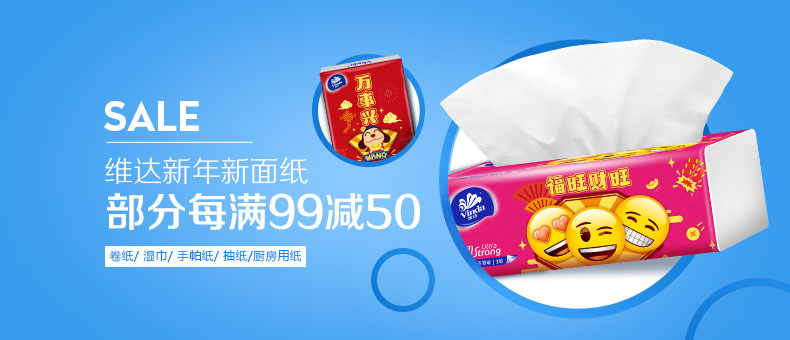 SALE
维达新年新面纸
部分每满99减50
卷纸/ 湿巾/ 手帕纸/ 抽纸/厨房用纸
万事兴
WANG
福旺财旺
Vinda
维达
Ultra
Strong